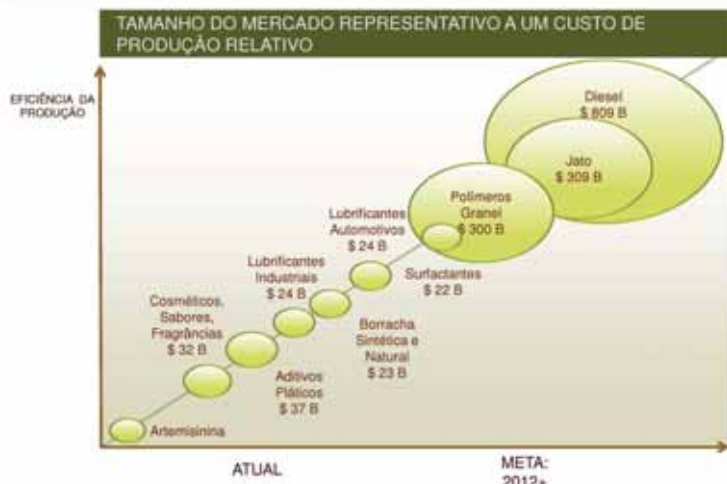 TAMANHO DO MERCADO REPRESENTATIVO A UM CUSTO DE
PRODUÇÃO RELATIVO
EFICIÊNCIA DA
PRODUÇÃO
Diesel
$ 809 B
Jato
$ 309 B
Polímeros
Granel
$ 300 B
Lubrificantes
Automotivos
$ 24 B
Surfactantes
$ 22 B
Lubrificantes
Industriais
$ 24 B
Borracha
Sintética e
Natural
$ 23 B
Cosméticos,
Sabores,
Fragrâncias
$ 32 B
Aditivos
Pláticos
$ 37 B
Artemisinina
ATUAL
META:
2012+